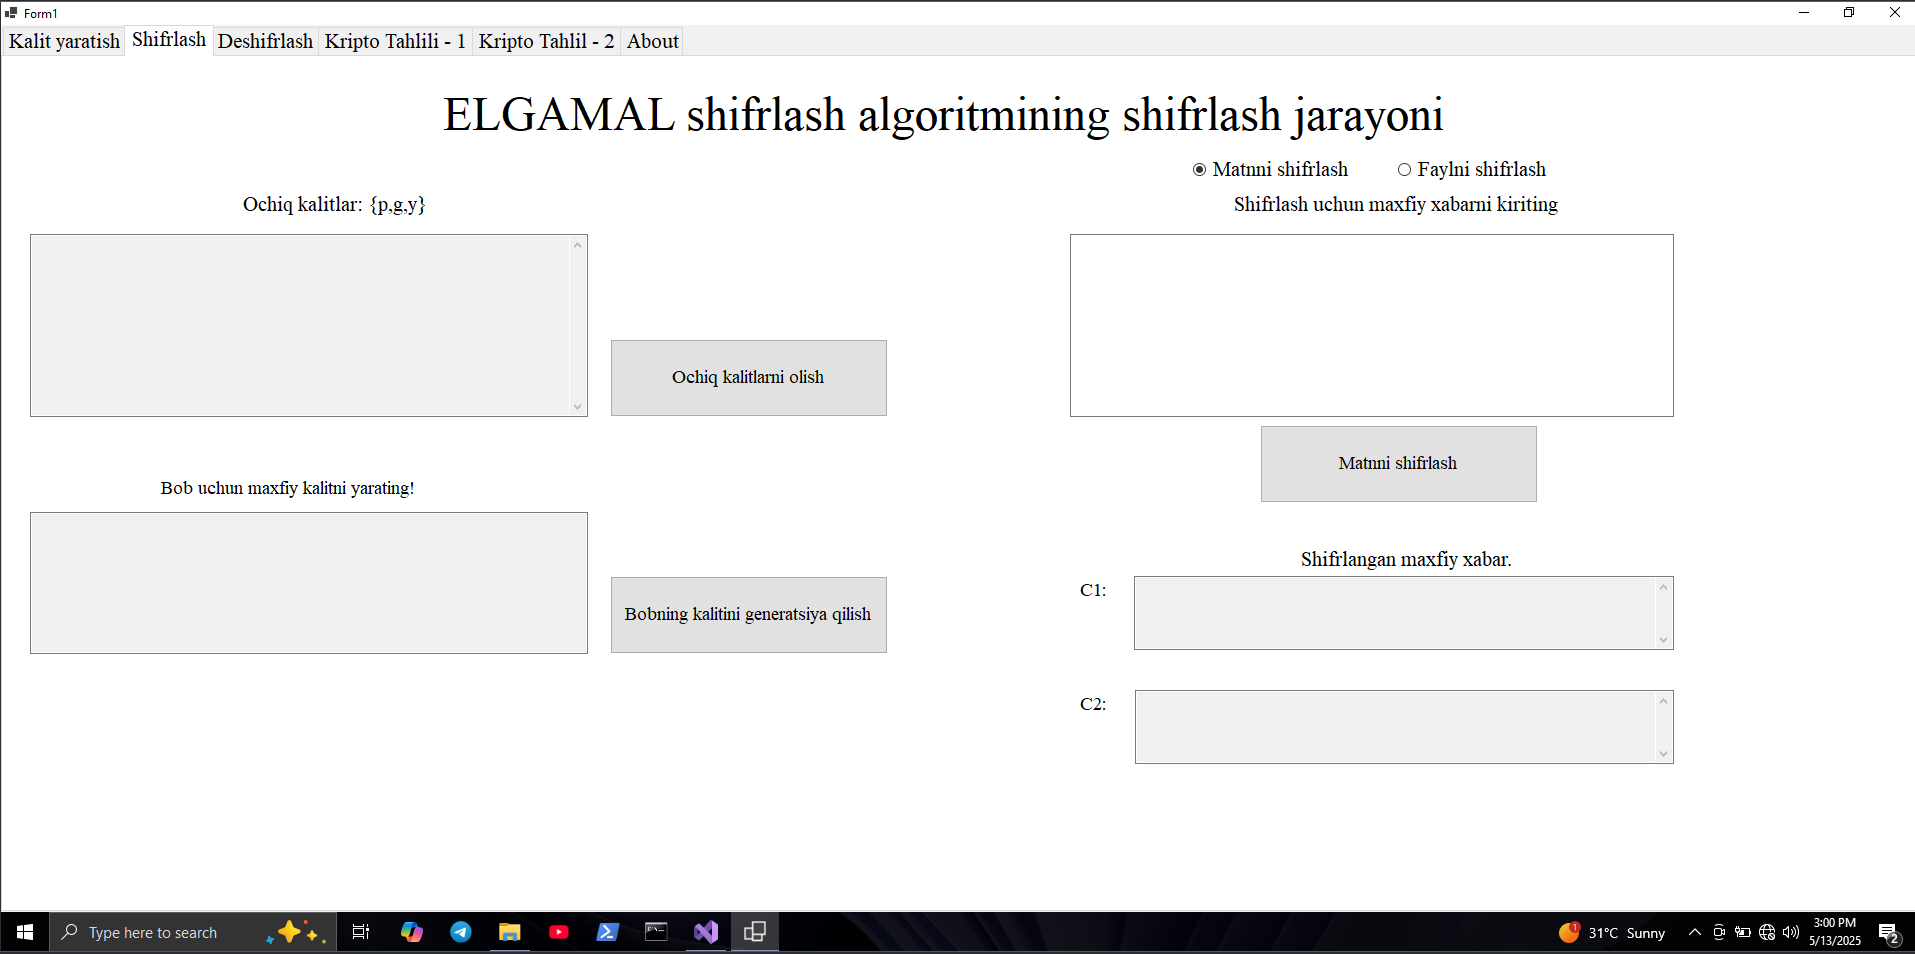 Form1
Kalit yaratish Shifrlash Deshifrlash Kripto Tahlili - 1 Kripto Tahlil - 2 About
ELGAMAL shifrlash algoritmining shifrlash jarayoni
Matnni shifrlash Faylni shifrlash
Ochiq kalitlar: {p,g,y}
Shifrlash uchun maxfiy xabarni kiriting
Ochiq kalitlarni olish
Matnni shifrlash
Bob uchun maxfiy kalitni yarating!
Bobning kalitini generatsiya qilish
Shifrlangan maxfiy xabar.
C1:
C2:
Type here to search
1
31°C Sunny
3:00 PM
5/13/2025
2